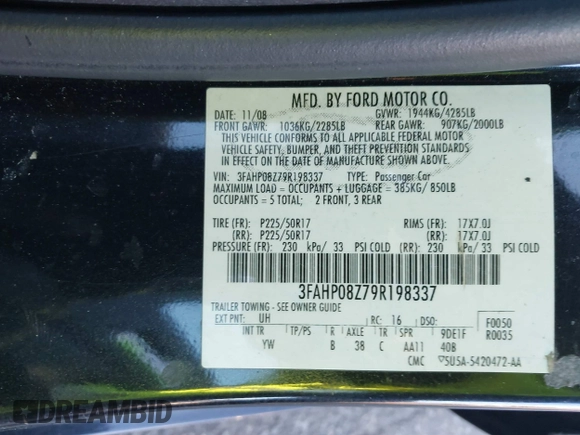 MFD. BY FORD MOTOR CO.
DATE: 11/08 GVWR: 1944KG/4285LB
FRONT GAWR: 1036KG/2285LB REAR GAWR: 907KG/2000LB
THIS VEHICLE CONFORMS TO ALL APPLICABLE FEDERAL MOTOR
VEHICLE SAFETY, BUMPER, AND THEFT PREVENTION STANDARDS
IN EFFECT ON THE DATE OF MANUFACTURE SHOWN ABOVE.
VIN: 3FAHP08Z79R198337 TYPE: Passenger Car
MAXIMUM LOAD = OCCUPANTS + LUGGAGE = 385KG/ 850LB
OCCUPANTS = 5 TOTAL; 2 FRONT, 3 REAR
TIRE (FR): P225/50R17 RIMS (FR): 17X7.0J
(RR): P225/50R17 (RR): 17X7.0J
PRESSURE (FR): 230 kPa/ 33 PSI COLD (RR): 230 kPa/ 33 PSI COLD
3FAHP08Z79R198337
TRAILER TOWING - SEE OWNER GUIDE
EXT PNT: UH RC: 16 DSO: F0050
INT TR TP/PS R AXLE TR SPR 9DE1F R0035
YW B 38 C AA11 408
CMC 5U5A-5420472-AA
DREAMBID